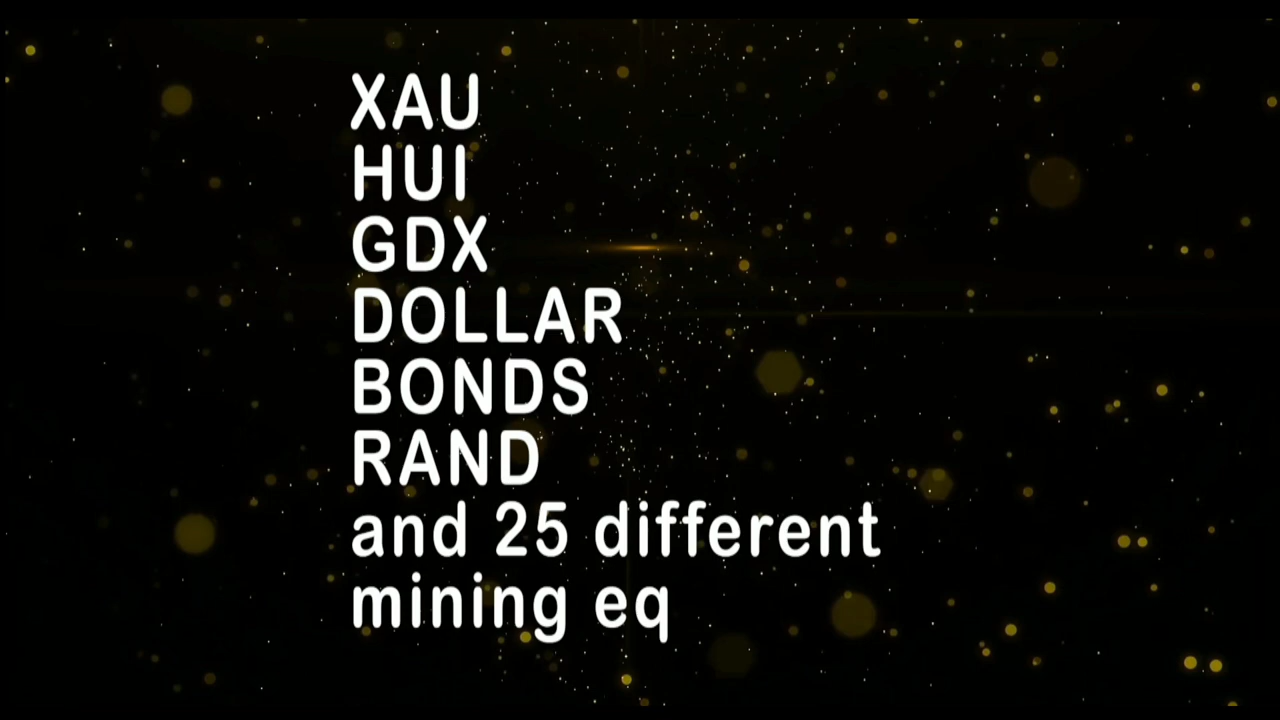 XAU
HUI
GDX
DOLLAR
BONDS
RAND
and 25 different
mining eq